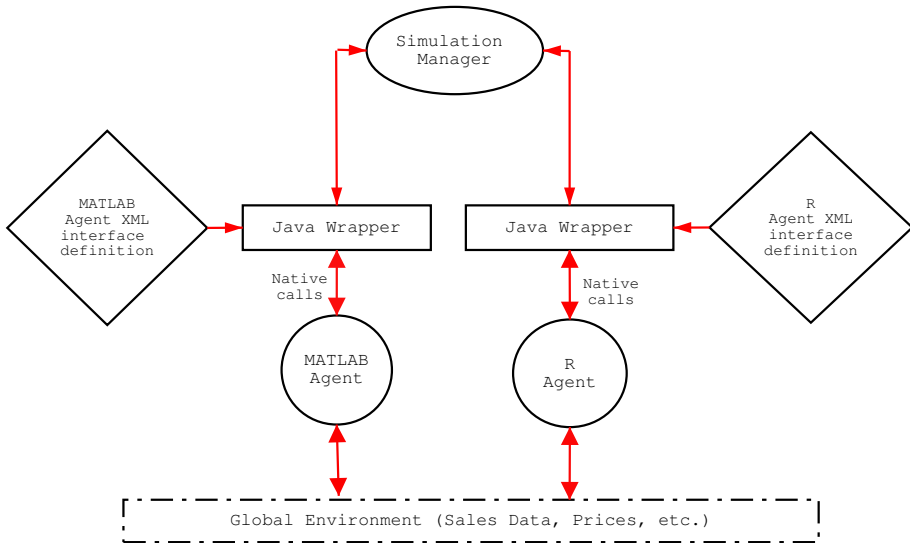 Simulation
Manager
MATLAB
Agent XML
interface
definition
Java Wrapper
Java Wrapper
R
Agent XML
interface
definition
Native
calls
Native
calls
MATLAB
Agent
R
Agent
Global Environment (Sales Data, Prices, etc.)